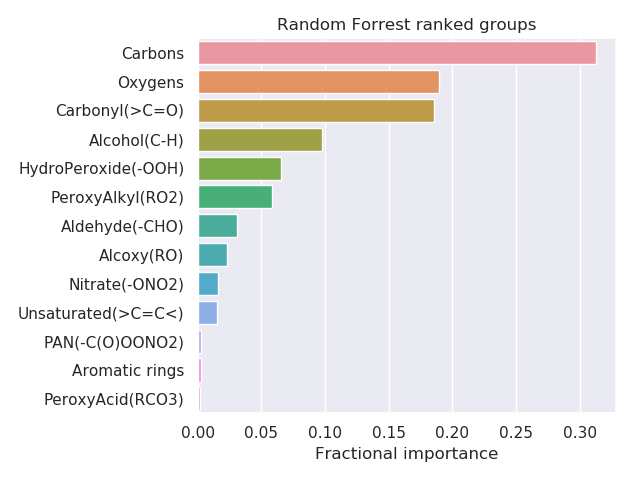 Random Forrest ranked groups
Carbons
Oxygens
Carbonyl(>C=O)
Alcohol(C-H)
HydroPeroxide(-OOH)
PeroxyAlkyl(RO2)
Aldehyde(-CHO)
Alcoxy(RO)
Nitrate(-ONO2)
Unsaturated(>C=C<)
PAN(-C(O)OONO2)
Aromatic rings
PeroxyAcid(RCO3)
0.00 0.05 0.10 0.15 0.20 0.25 0.30
Fractional importance